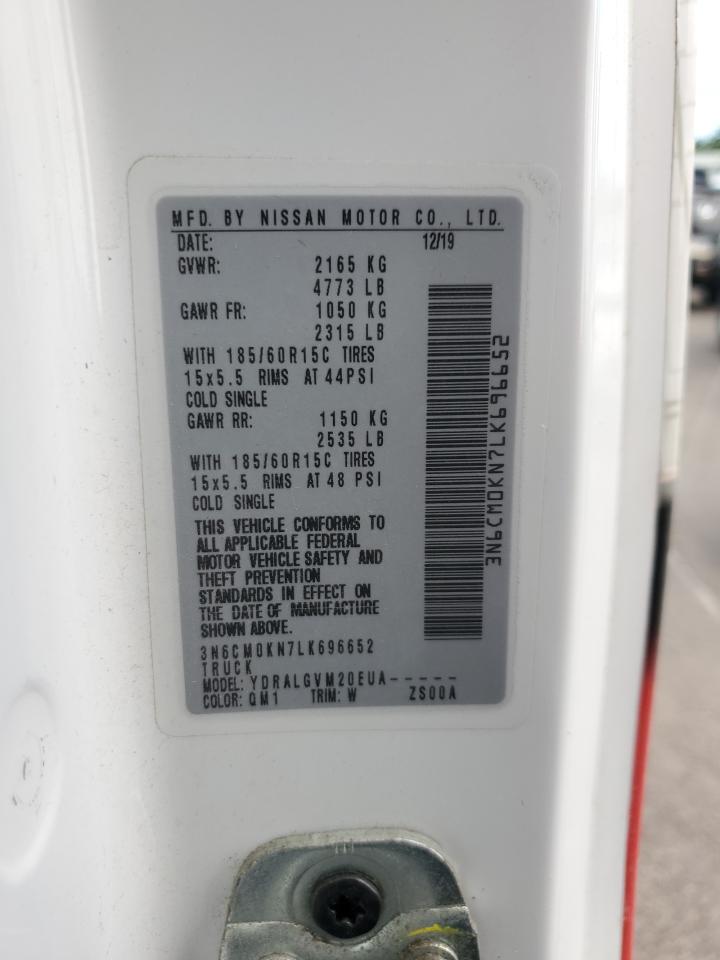 MFD. BY NISSAN MOTOR CO., LTD.
DATE: 12/19
GVWR: 2165 KG
4773 LB
GAWR FR: 1050 KG
2315 LB
WITH 185/60R15C TIRES
15x5.5 RIMS AT 44PSI
COLD SINGLE
GAWR RR: 1150 KG
2535 LB
WITH 185/60R15C TIRES
15x5.5 RIMS AT 48 PSI
COLD SINGLE
THIS VEHICLE CONFORMS TO
ALL APPLICABLE FEDERAL
MOTOR VEHICLE SAFETY AND
THEFT PREVENTION
STANDARDS IN EFFECT ON
THE DATE OF MANUFACTURE
SHOWN ABOVE.
3N6CM0KN7LK696652
TRUCK
MODEL: YDRALGVM20EUA-----
COLOR: QM1 TRIM: W ZS00A
3N6CM0KN7LK696652